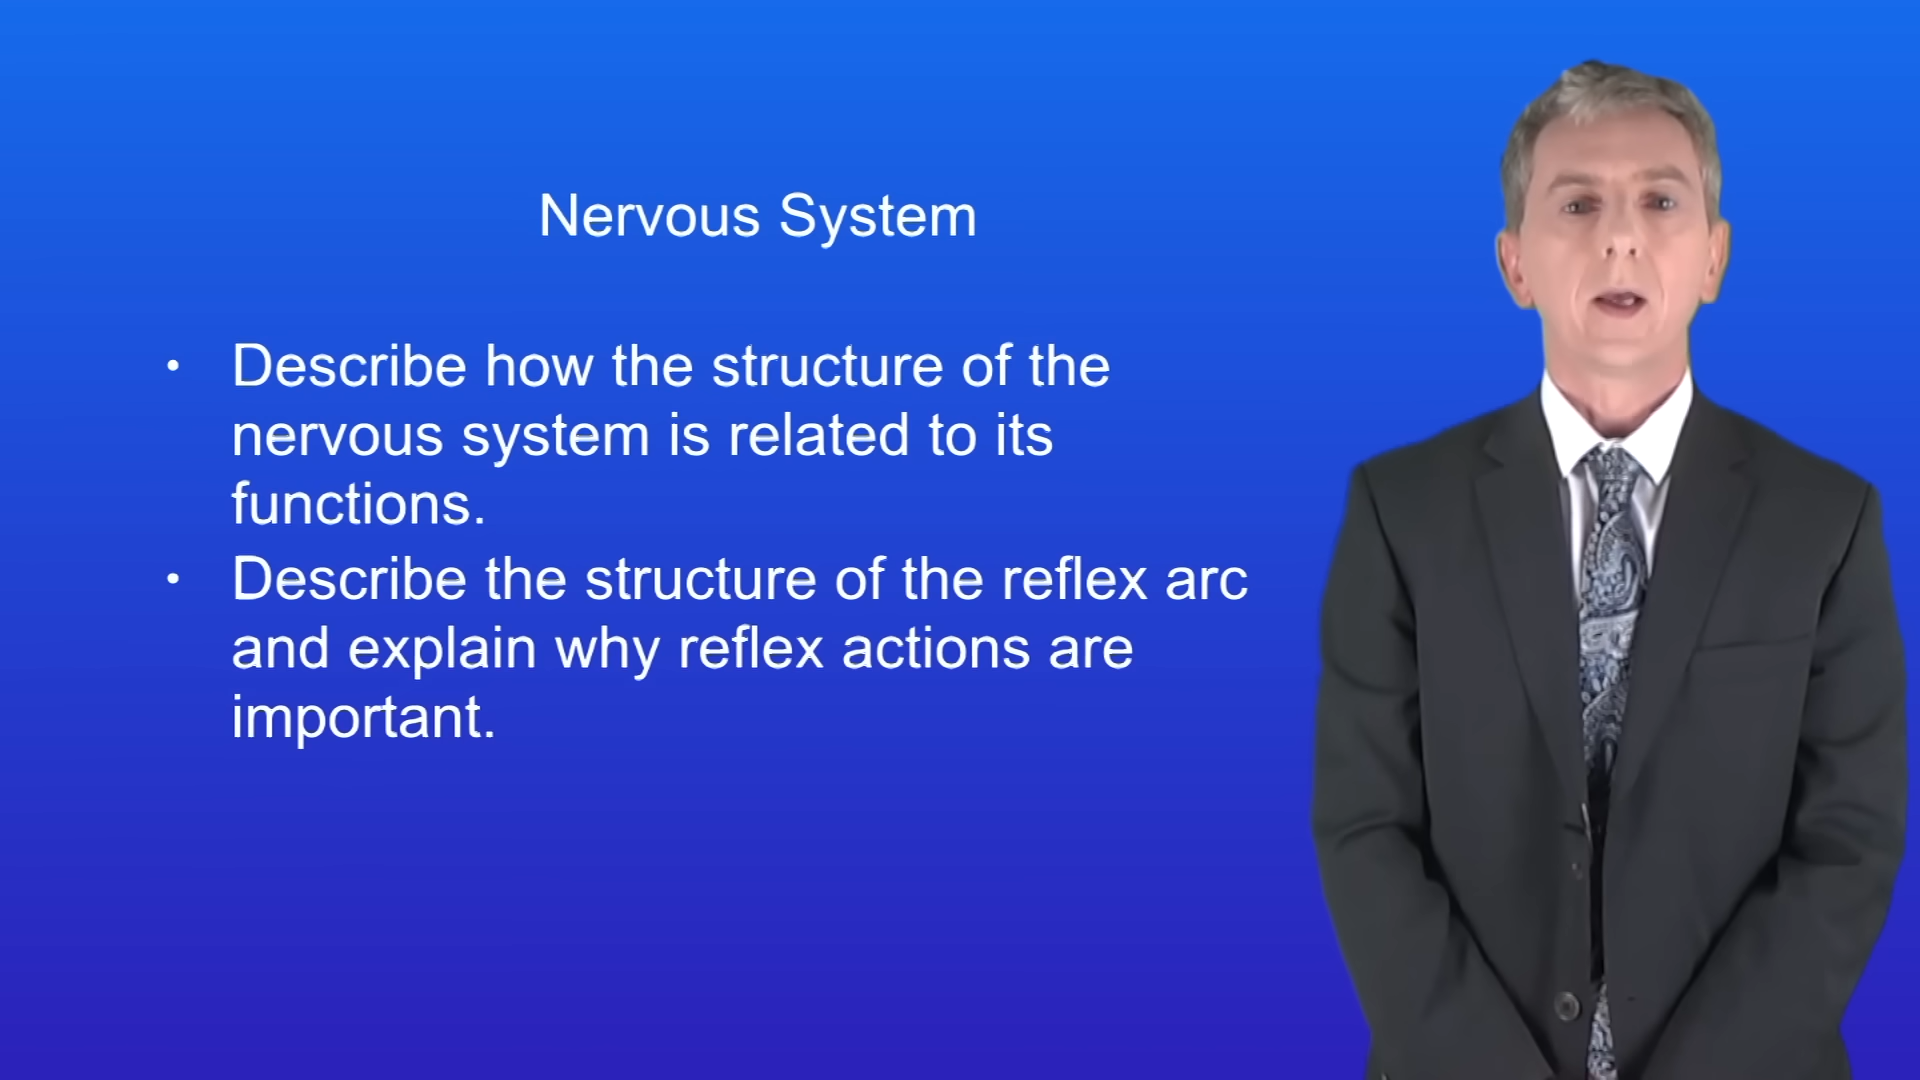 Nervous System
• Describe how the structure of the
nervous system is related to its
functions.
• Describe the structure of the reflex arc
and explain why reflex actions are
important.